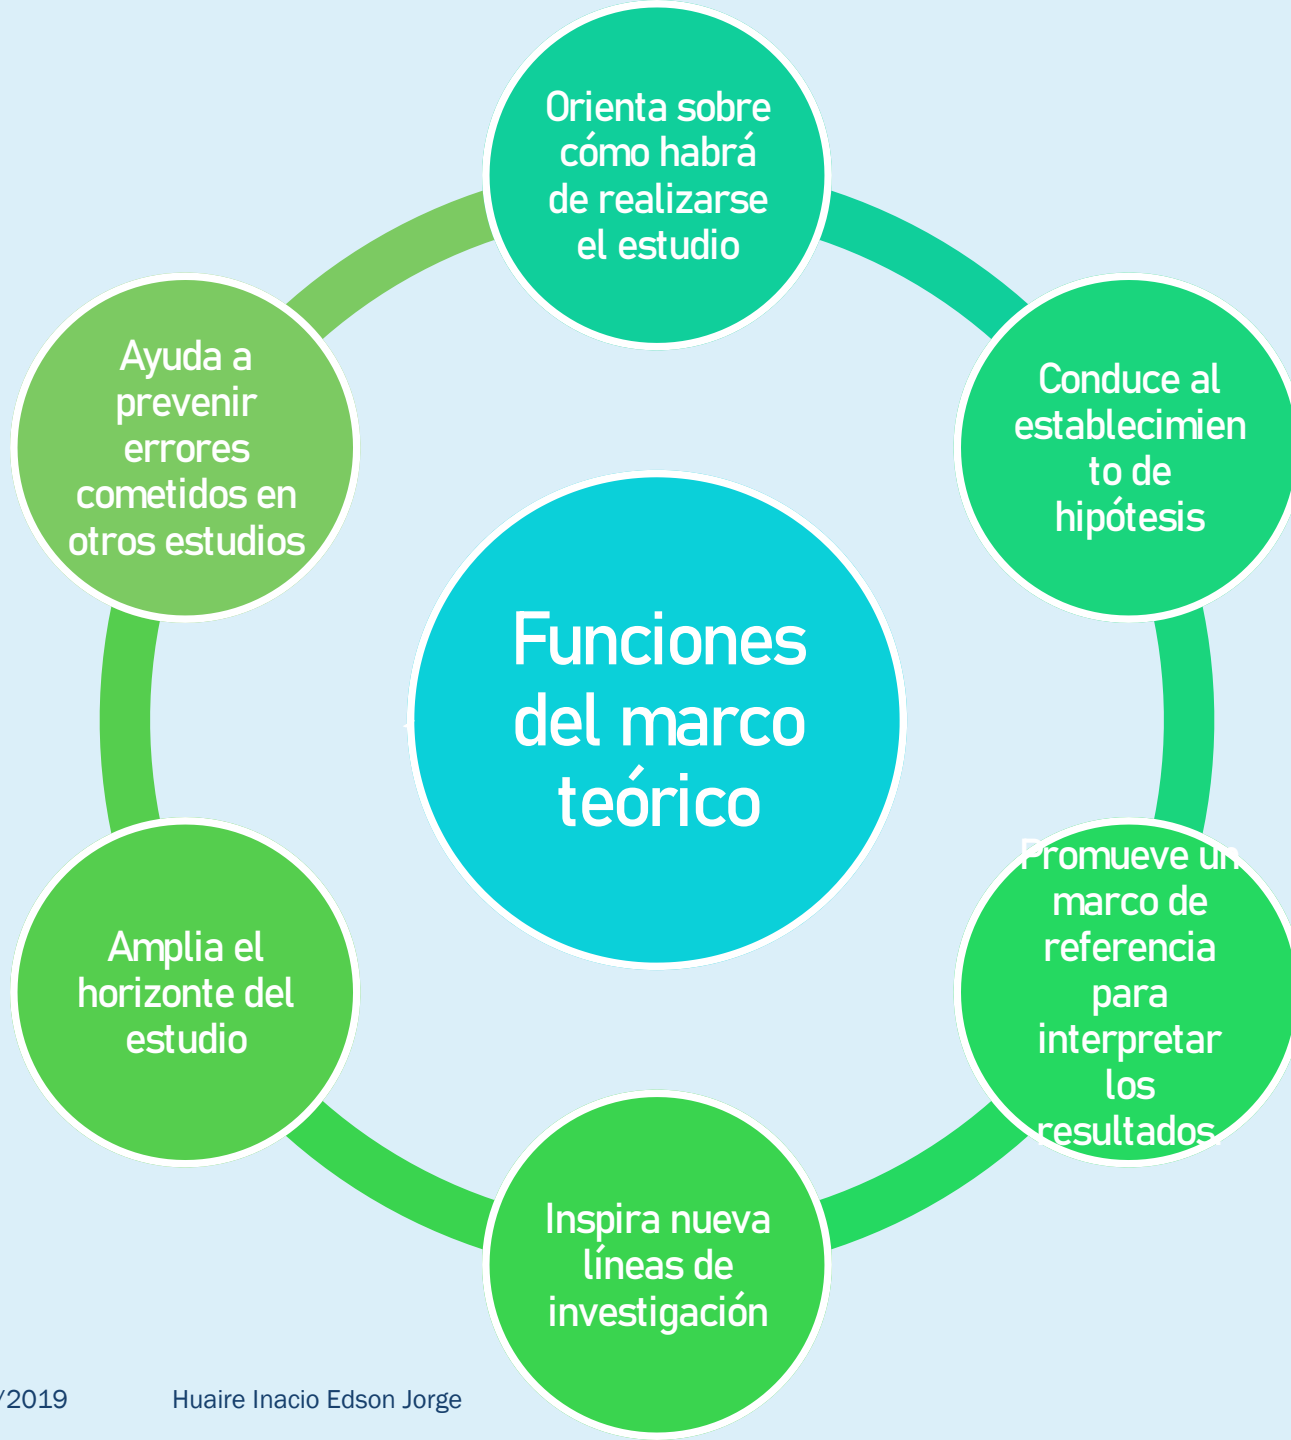 Orienta sobre
cómo habrá
de realizarse
el estudio
Conduce al
establecimien
to de
hipótesis
Promueve un
marco de
referencia
para
interpretar
los
resultados.
Inspira nueva
líneas de
investigación
Amplia el
horizonte del
estudio
Ayuda a
prevenir
errores
cometidos en
otros estudios
Funciones
del marco
teórico
/2019
Huaire Inacio Edson Jorge